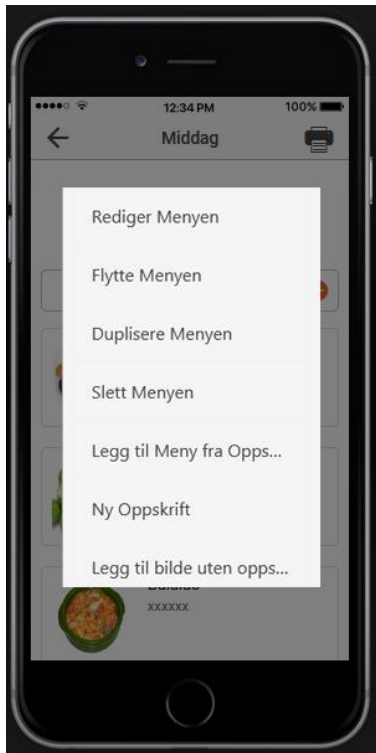 12:34 PM
100%
Middag
Rediger Menyen
Flytte Menyen
Duplisere Menyen
Slett Menyen
Legg til Meny fra Opps...
Ny Oppskrift
Legg til bilde uten opps...
xxxxxx